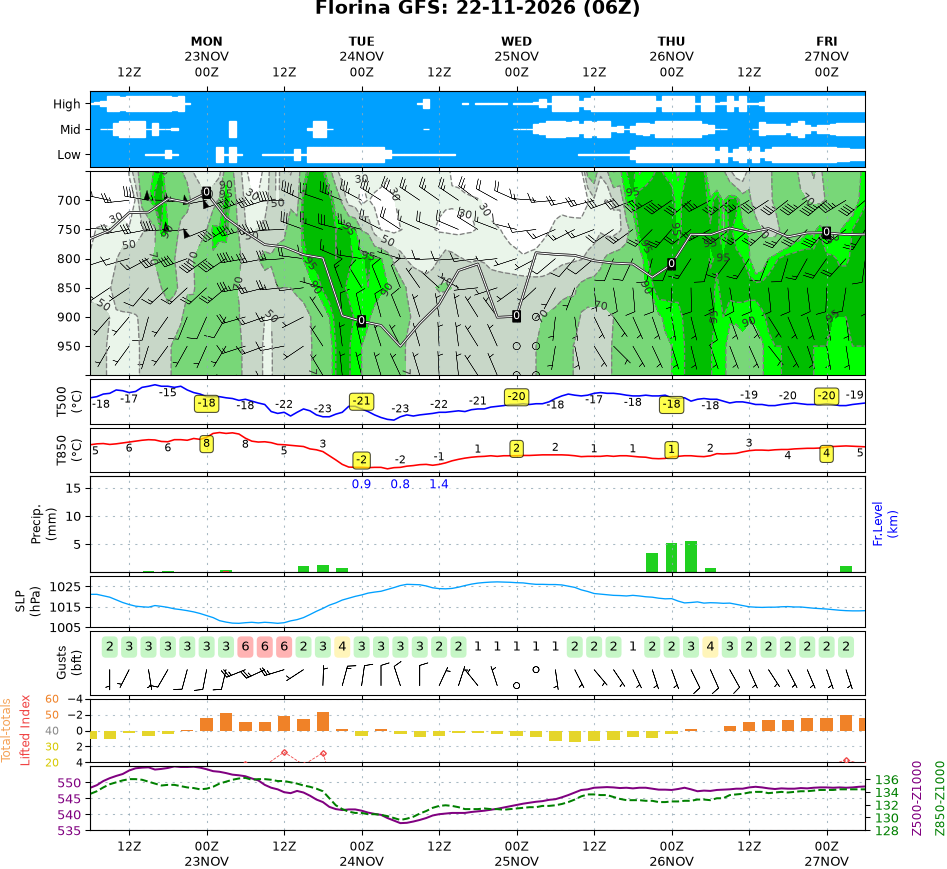 Florina GFS: 22-11-2026 (06Z)
MON TUE WED THU FRI
23NOV 24NOV 25NOV 26NOV 27NOV
12Z 00Z 12Z 00Z 12Z 00Z 12Z 00Z 12Z 00Z
High
Mid
Low
700
750
800
850
900
950
0 0 0 0 0
T500 (°C)
-18 -17 -15 -18 -18 -22 -23 -21 -23 -22 -21 -20 -18 -17 -18 -18 -19 -20 -20 -19
T850 (°C)
5 6 6 8 8 5 3 -2 -2 -1 1 2 2 1 1 1 2 3 4 4 5
0.9 0.8 1.4
Precip. (mm)
15
10
5
Fr.Level (km)
SLP (hPa)
1025
1015
1005
Gusts (bft)
2 3 3 3 3 3 3 6 6 6 2 3 4 3 3 3 3 2 2 1 1 1 1 1 2 2 2 1 2 2 3 4 3 2 2 2 2 2 2
Total-totals
Lifted Index
60 −4
50 −2
40 0
30 2
20 4
550
545
540
535
136
134
132
130
128
Z500-Z1000
Z850-Z1000
12Z 00Z 12Z 00Z 12Z 00Z 12Z 00Z 12Z 00Z
23NOV 24NOV 25NOV 26NOV 27NOV